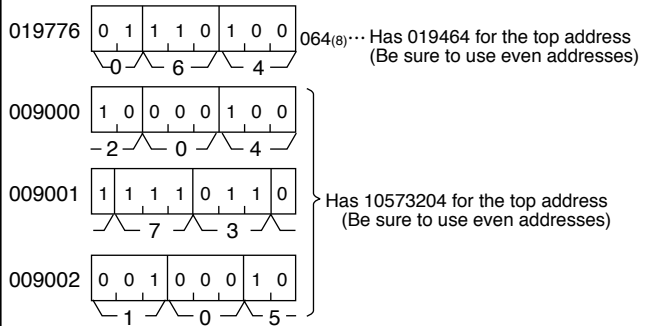 019776 0 1 1 1 0 1 0 0 064(8)··· Has 019464 for the top address
(Be sure to use even addresses)
0 6 4
009000 1 0 0 0 0 1 0 0
2 0 4
009001 1 1 1 1 0 1 1 0 Has 10573204 for the top address
(Be sure to use even addresses)
7 3
009002 0 0 1 0 0 0 1 0
1 0 5